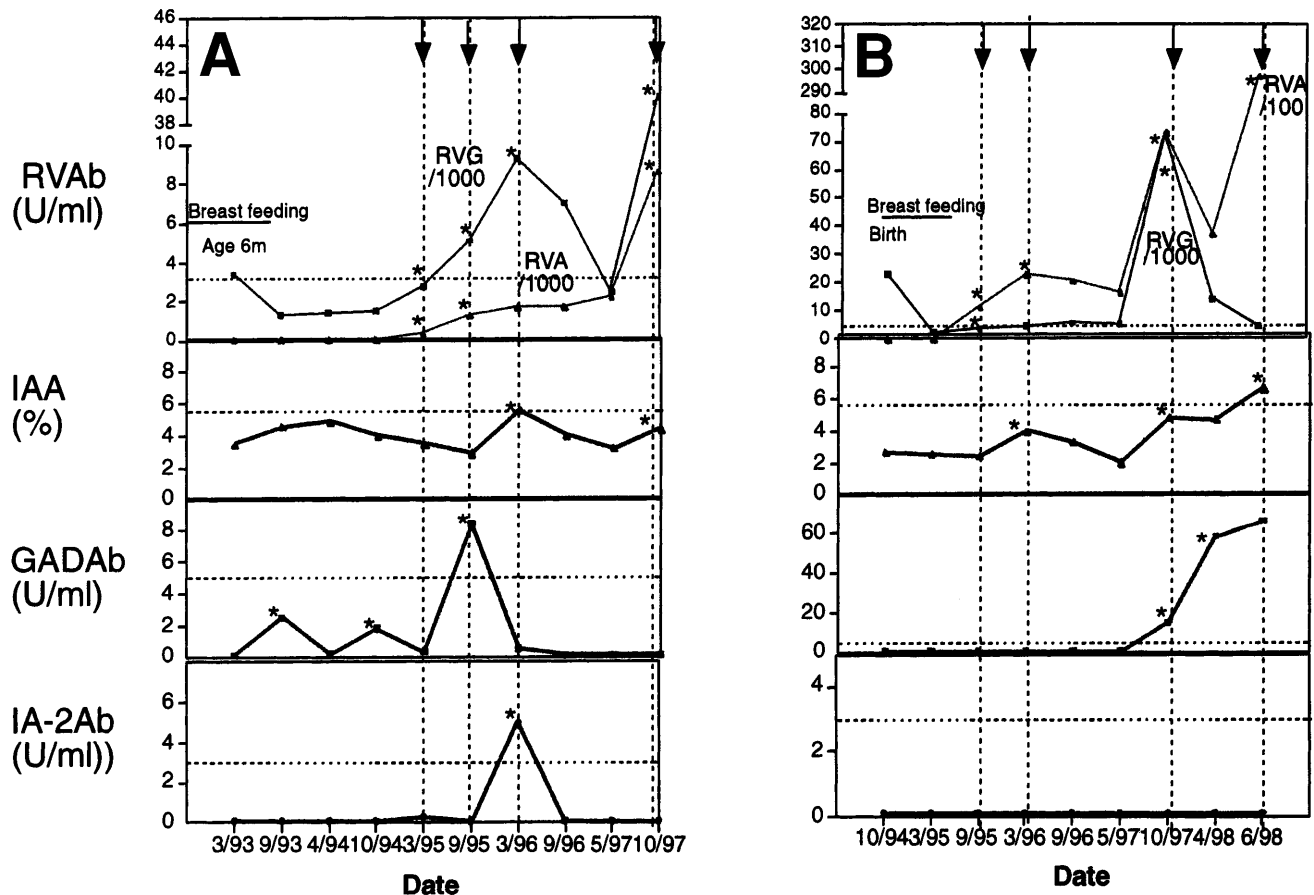 A
B
RVAb
(U/ml)
46
44
42
40
38
10
8
6
4
2
0
RVG
/1000
RVA
/1000
Breast feeding
Age 6m
320
310
300
290
80
70
60
50
40
30
20
10
0
RVA
/100
RVG
/1000
Breast feeding
Birth
IAA
(%)
8
6
4
2
0
8
6
4
2
0
GADAb
(U/ml)
8
6
4
2
0
60
40
20
0
IA-2Ab
(U/ml))
6
4
2
0
4
2
0
3/93 9/93 4/94 10/94 3/95 9/95 3/96 9/96 5/97 10/97
10/94 3/95 9/95 3/96 9/96 5/97 10/97 4/98 6/98
Date
Date